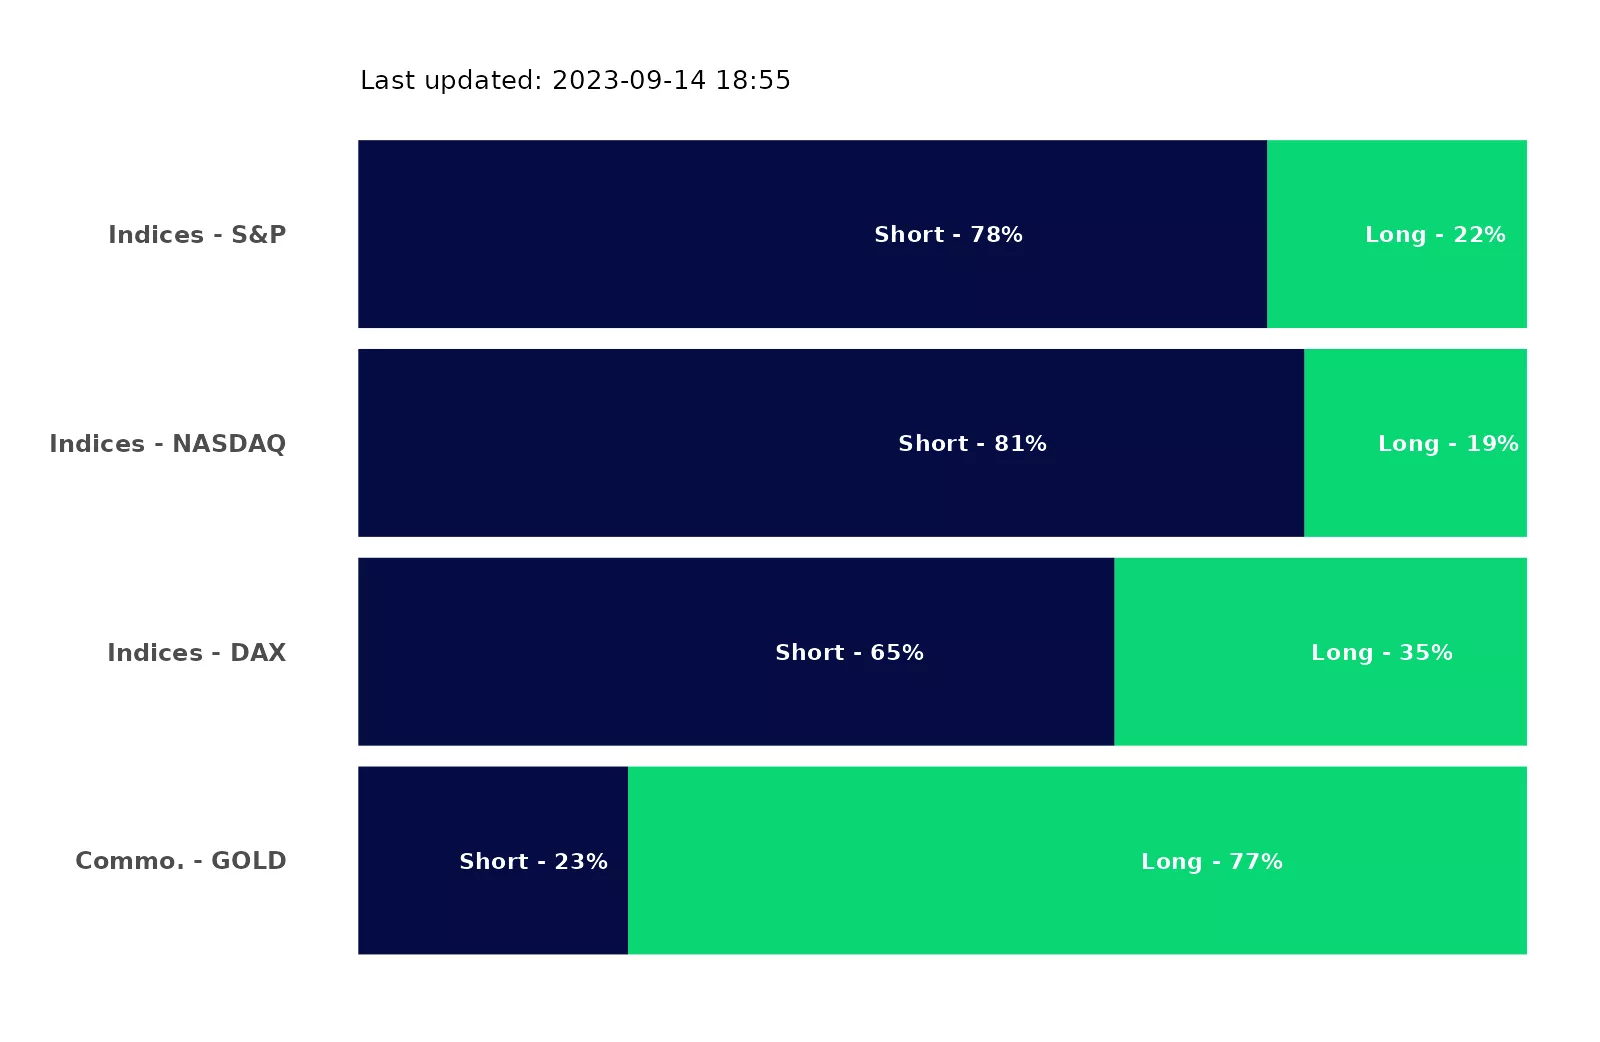 Last updated: 2023-09-14 18:55
Indices - S&P
Short - 78%
Long - 22%
Indices - NASDAQ
Short - 81%
Long - 19%
Indices - DAX
Short - 65%
Long - 35%
Commo. - GOLD
Short - 23%
Long - 77%